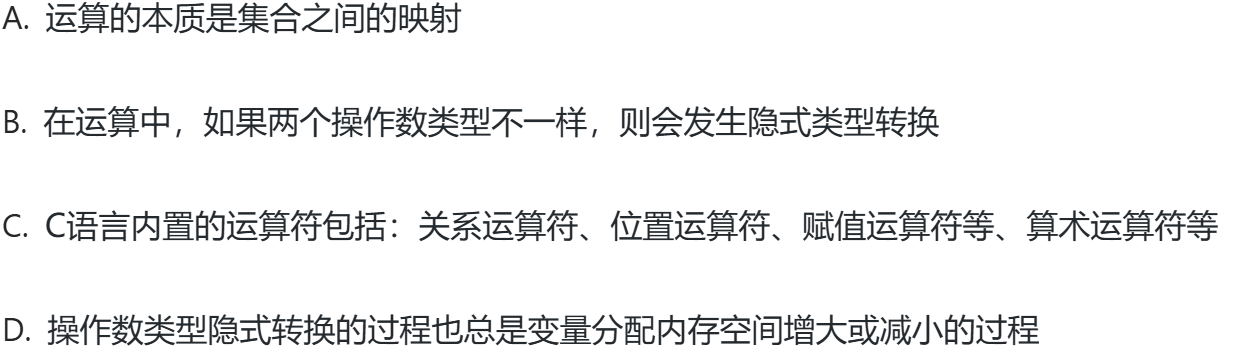 A. 运算的本质是集合之间的映射
B. 在运算中，如果两个操作数类型不一样，则会发生隐式类型转换
C. C语言内置的运算符包括：关系运算符、位置运算符、赋值运算符等、算术运算符等
D. 操作数类型隐式转换的过程也总是变量分配内存空间增大或减小的过程